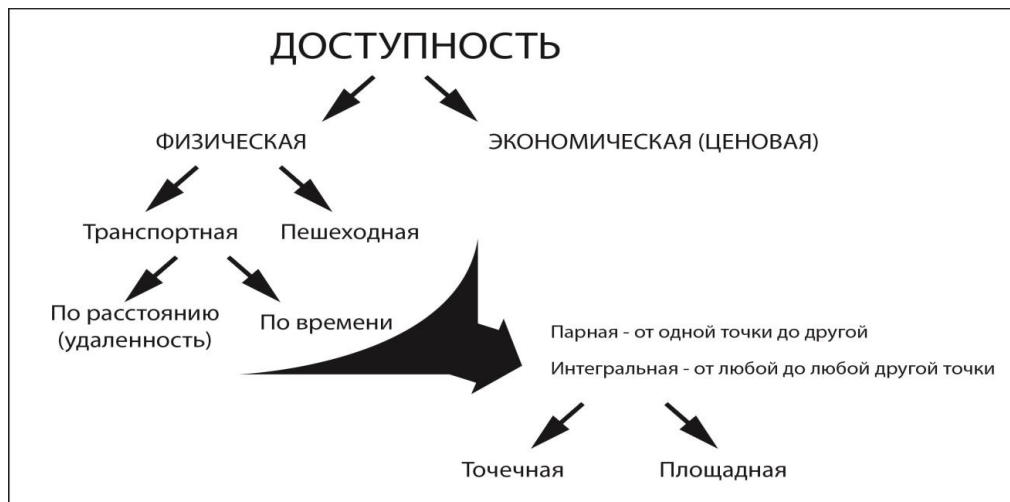 ДОСТУПНОСТЬ
ФИЗИЧЕСКАЯ
ЭКОНОМИЧЕСКАЯ (ЦЕНОВАЯ)
Транспортная
Пешеходная
По расстоянию
(удаленность)
По времени
Парная - от одной точки до другой
Интегральная - от любой до любой другой точки
Точечная
Площадная